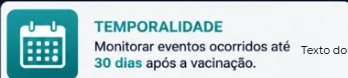 TEMPORALIDADE
Monitorar eventos ocorridos até
30 dias após a vacinação.
Texto do